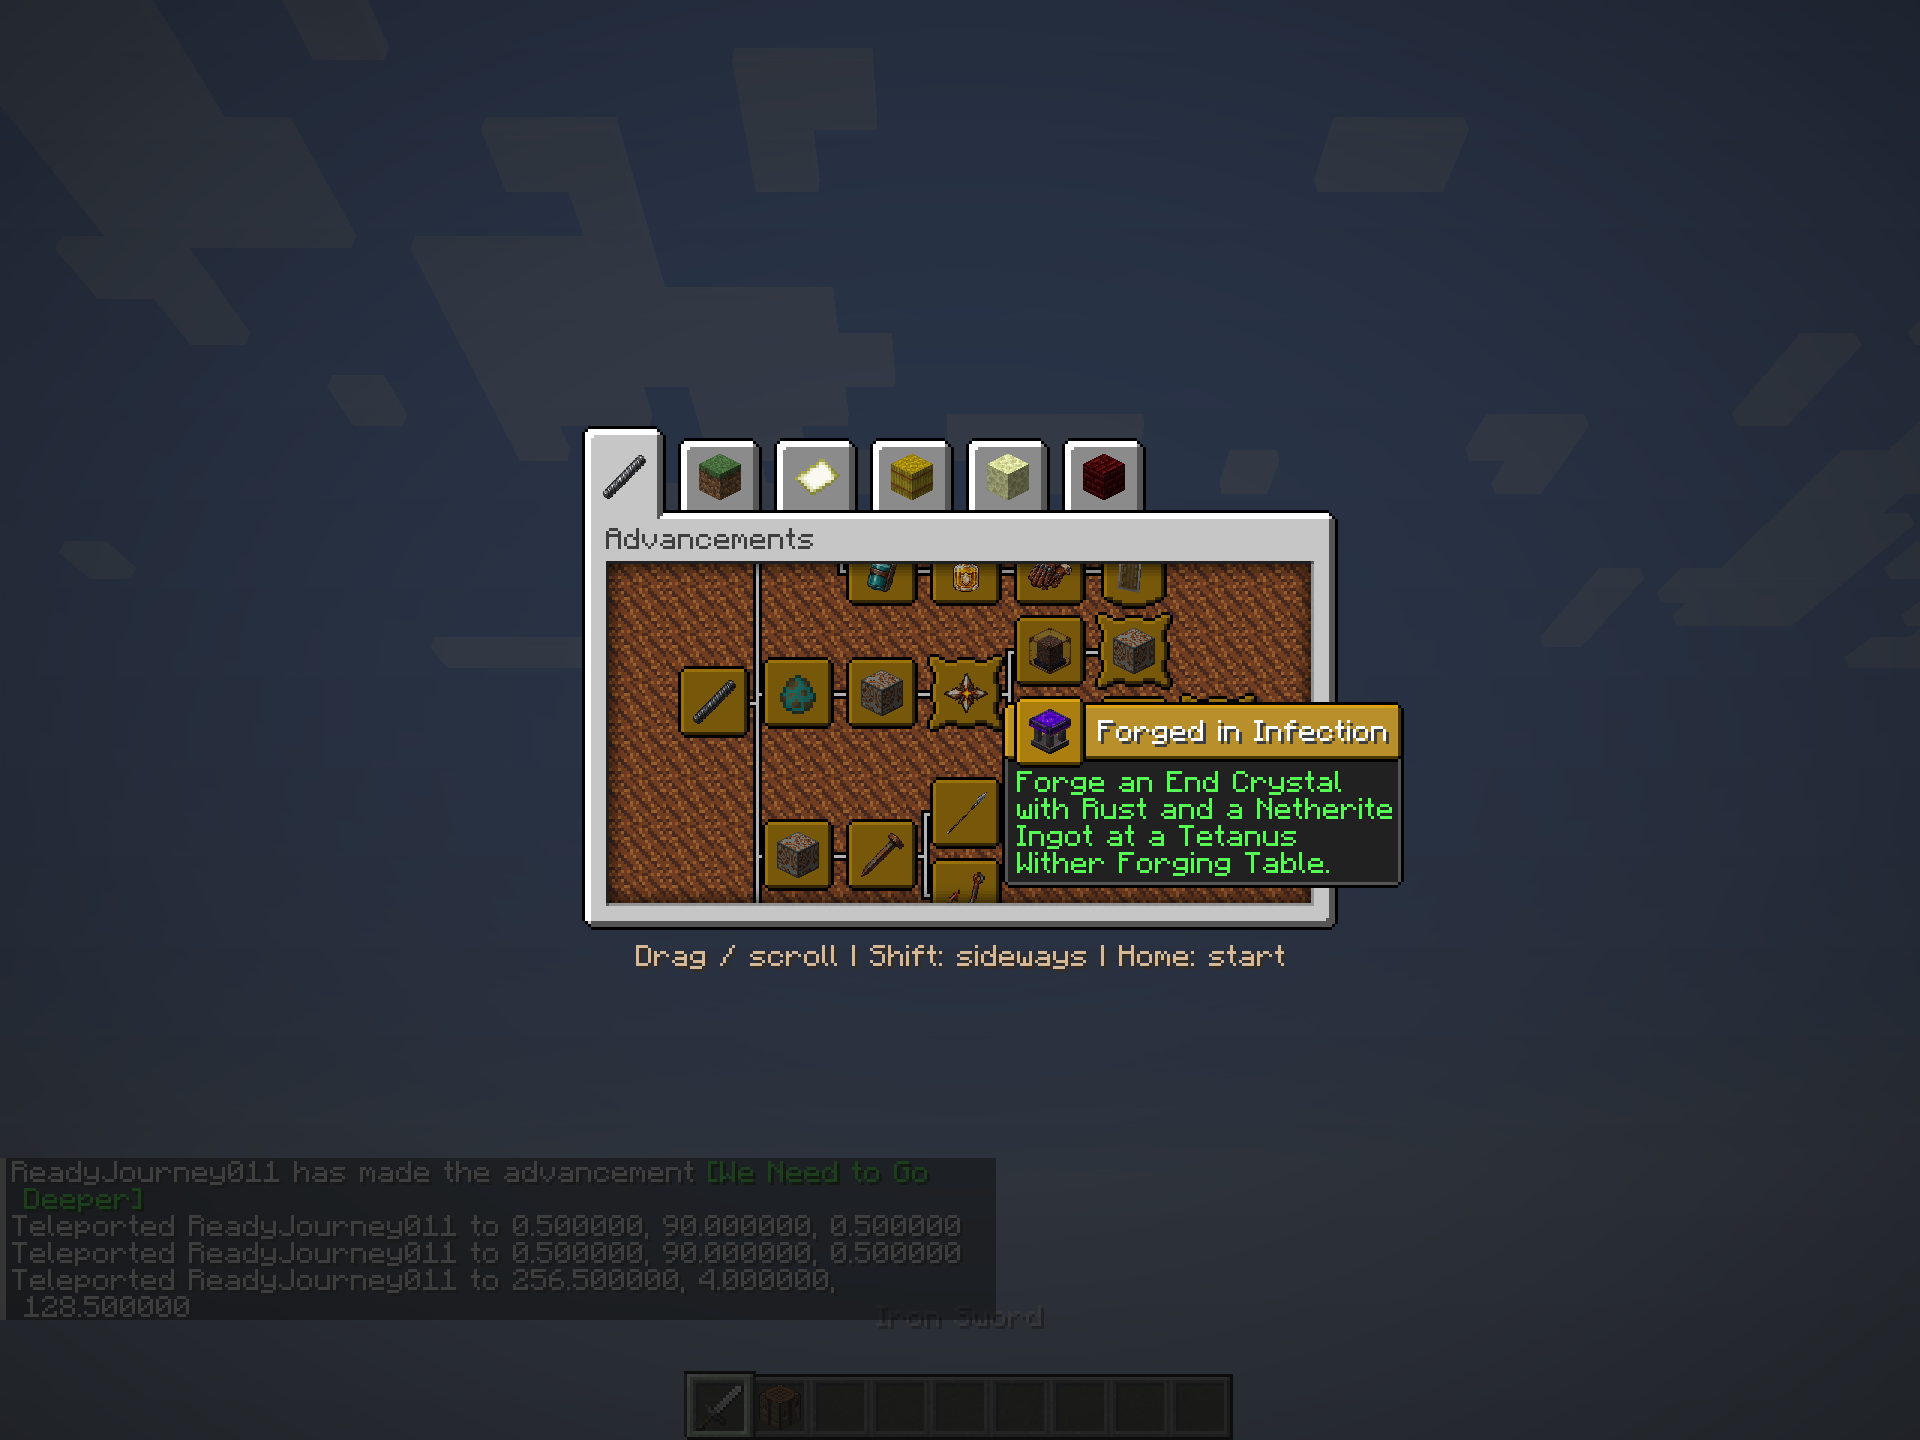 Advancements
Forged in Infection
Forge an End Crystal
with Rust and a Netherite
Ingot at a Tetanus
Wither Forging Table.
Drag / scroll | Shift: sideways | Home: start
ReadyJourney011 has made the advancement [We Need to Go
Deeper]
Teleported ReadyJourney011 to 0.500000, 90.000000, 0.500000
Teleported ReadyJourney011 to 0.500000, 90.000000, 0.500000
Teleported ReadyJourney011 to 256.500000, 4.000000,
128.500000
Iron Sword